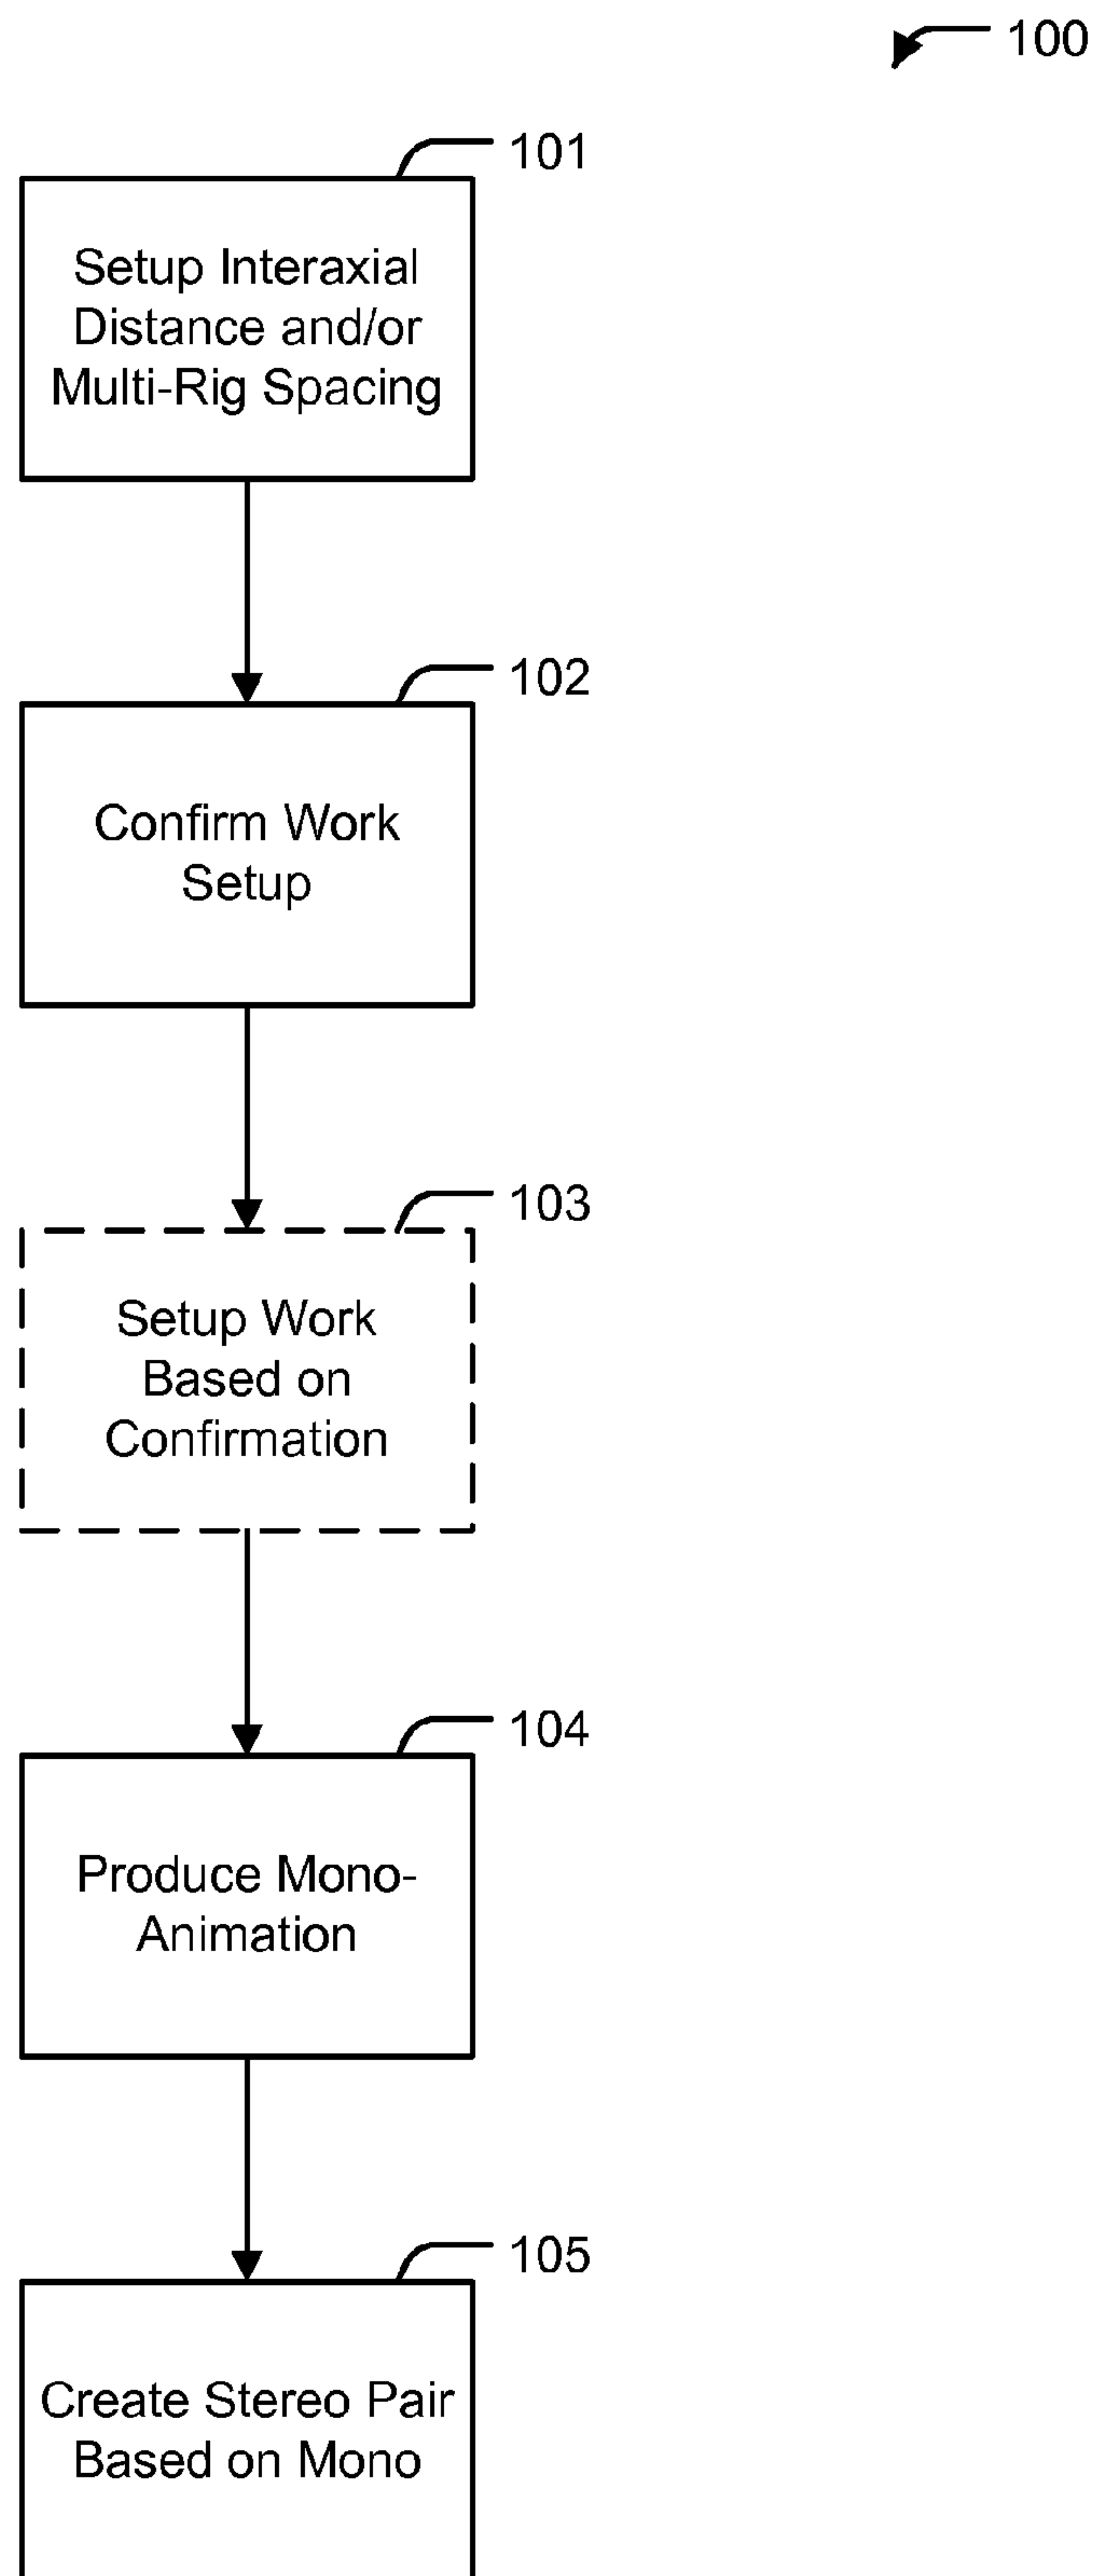 100
101
Setup Interaxial
Distance and/or
Multi-Rig Spacing
102
Confirm Work
Setup
103
Setup Work
Based on
Confirmation
104
Produce Mono-
Animation
105
Create Stereo Pair
Based on Mono